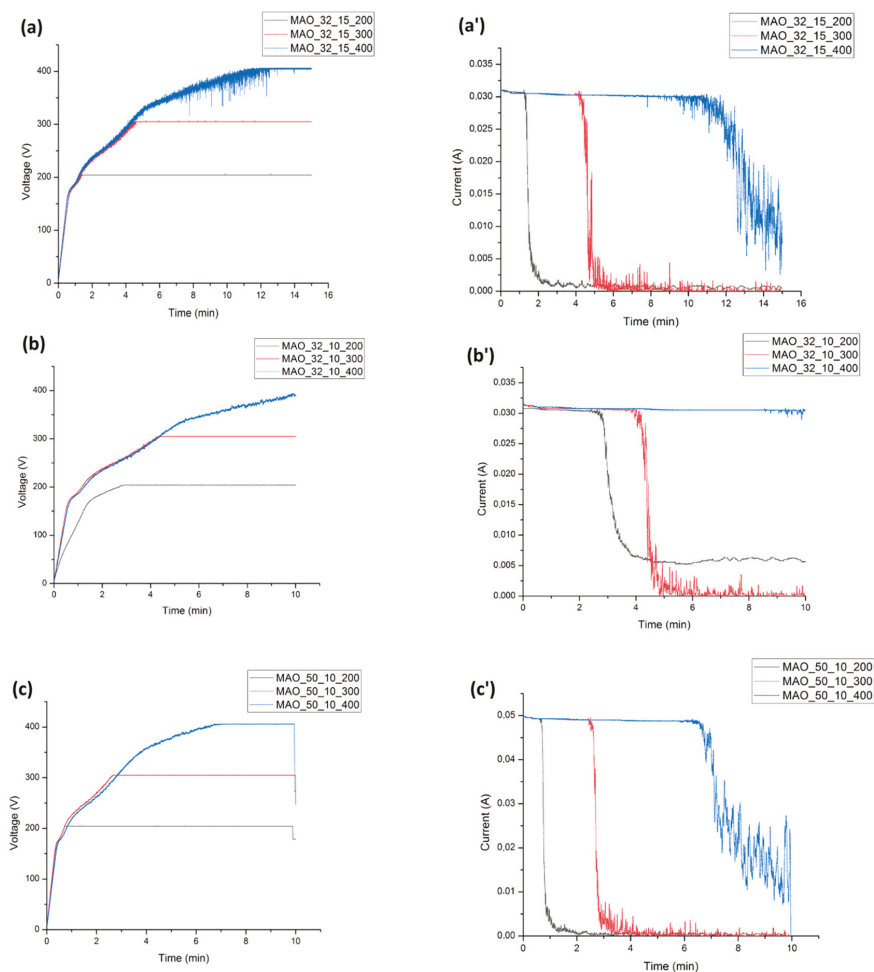 (a)
MAO_32_15_200
MAO_32_15_300
MAO_32_15_400
400
300
200
100
0
Voltage (V)
0 2 4 6 8 10 12 14 16
Time (min)
(a')
MAO_32_15_200
MAO_32_15_300
MAO_32_15_400
0,035
0,030
0,025
0,020
0,015
0,010
0,005
0,000
Current (A)
0 2 4 6 8 10 12 14 16
Time (min)
(b)
MAO_32_10_200
MAO_32_10_300
MAO_32_10_400
400
300
200
100
0
Voltage (V)
0 2 4 6 8 10
Time (min)
(b')
MAO_32_10_200
MAO_32_10_300
MAO_32_10_400
0,035
0,030
0,025
0,020
0,015
0,010
0,005
0,000
Current (A)
0 2 4 6 8 10
Time (min)
(c)
MAO_50_10_200
MAO_50_10_300
MAO_50_10_400
400
300
200
100
0
Voltage (V)
0 2 4 6 8 10
Time (min)
(c')
MAO_50_10_200
MAO_50_10_300
MAO_50_10_400
0,05
0,04
0,03
0,02
0,01
0,00
Current (A)
0 2 4 6 8 10
Time (min)